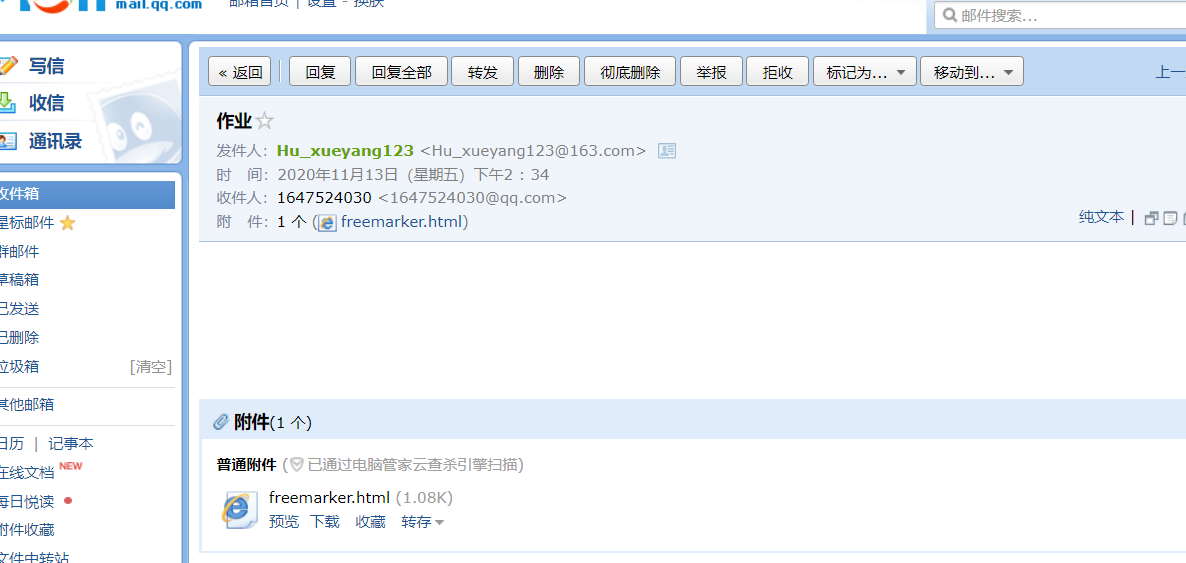 mail.qq.com 邮箱首页 | 设置 - 换肤
邮件搜索...
写信
收信
通讯录
收件箱
星标邮件
群邮件
草稿箱
已发送
已删除
垃圾箱 [清空]
其他邮箱
日历 | 记事本
在线文档 NEW
每日悦读
附件收藏
文件中转站
« 返回 回复 回复全部 转发 删除 彻底删除 举报 拒收 标记为... 移动到... 上一
作业
发件人: Hu_xueyang123 <Hu_xueyang123@163.com>
时 间: 2020年11月13日 (星期五) 下午2 : 34
收件人: 1647524030 <1647524030@qq.com>
附 件: 1 个 (freemarker.html)
纯文本 |
附件(1 个)
普通附件 (已通过电脑管家云查杀引擎扫描)
freemarker.html (1.08K)
预览 下载 收藏 转存